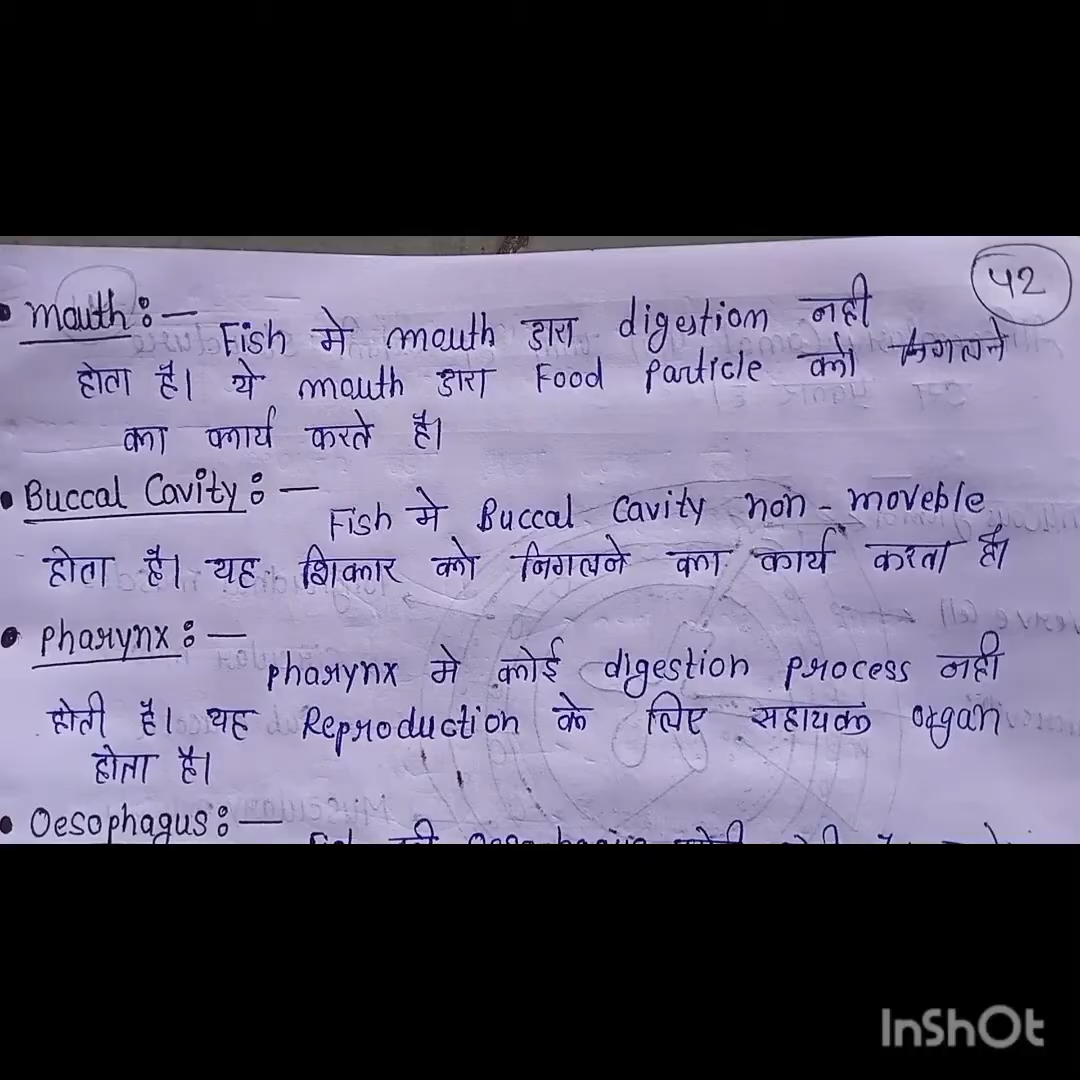 42
• mouth :— Fish मे mouth द्वारा digestion नही
होता है। ये mouth द्वारा Food Particle को निगलने
का कार्य करते है।
• Buccal Cavity :— Fish मे Buccal Cavity non-moveble
होता है। यह शिकार को निगलने का कार्य करता है।
• Pharynx :— pharynx मे कोई digestion process नही
होती है। यह Reproduction के लिए सहायक organ
होता है।
• Oesophagus :—
InShOt